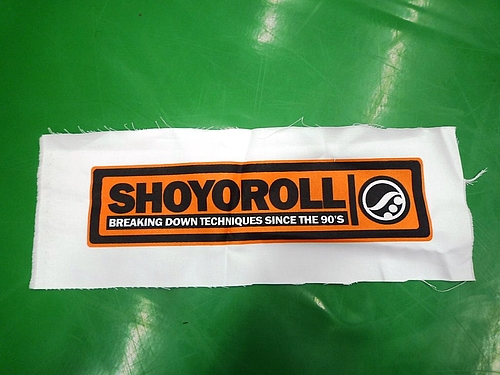 SHOYOROLL
BREAKING DOWN TECHNIQUES SINCE THE 90'S